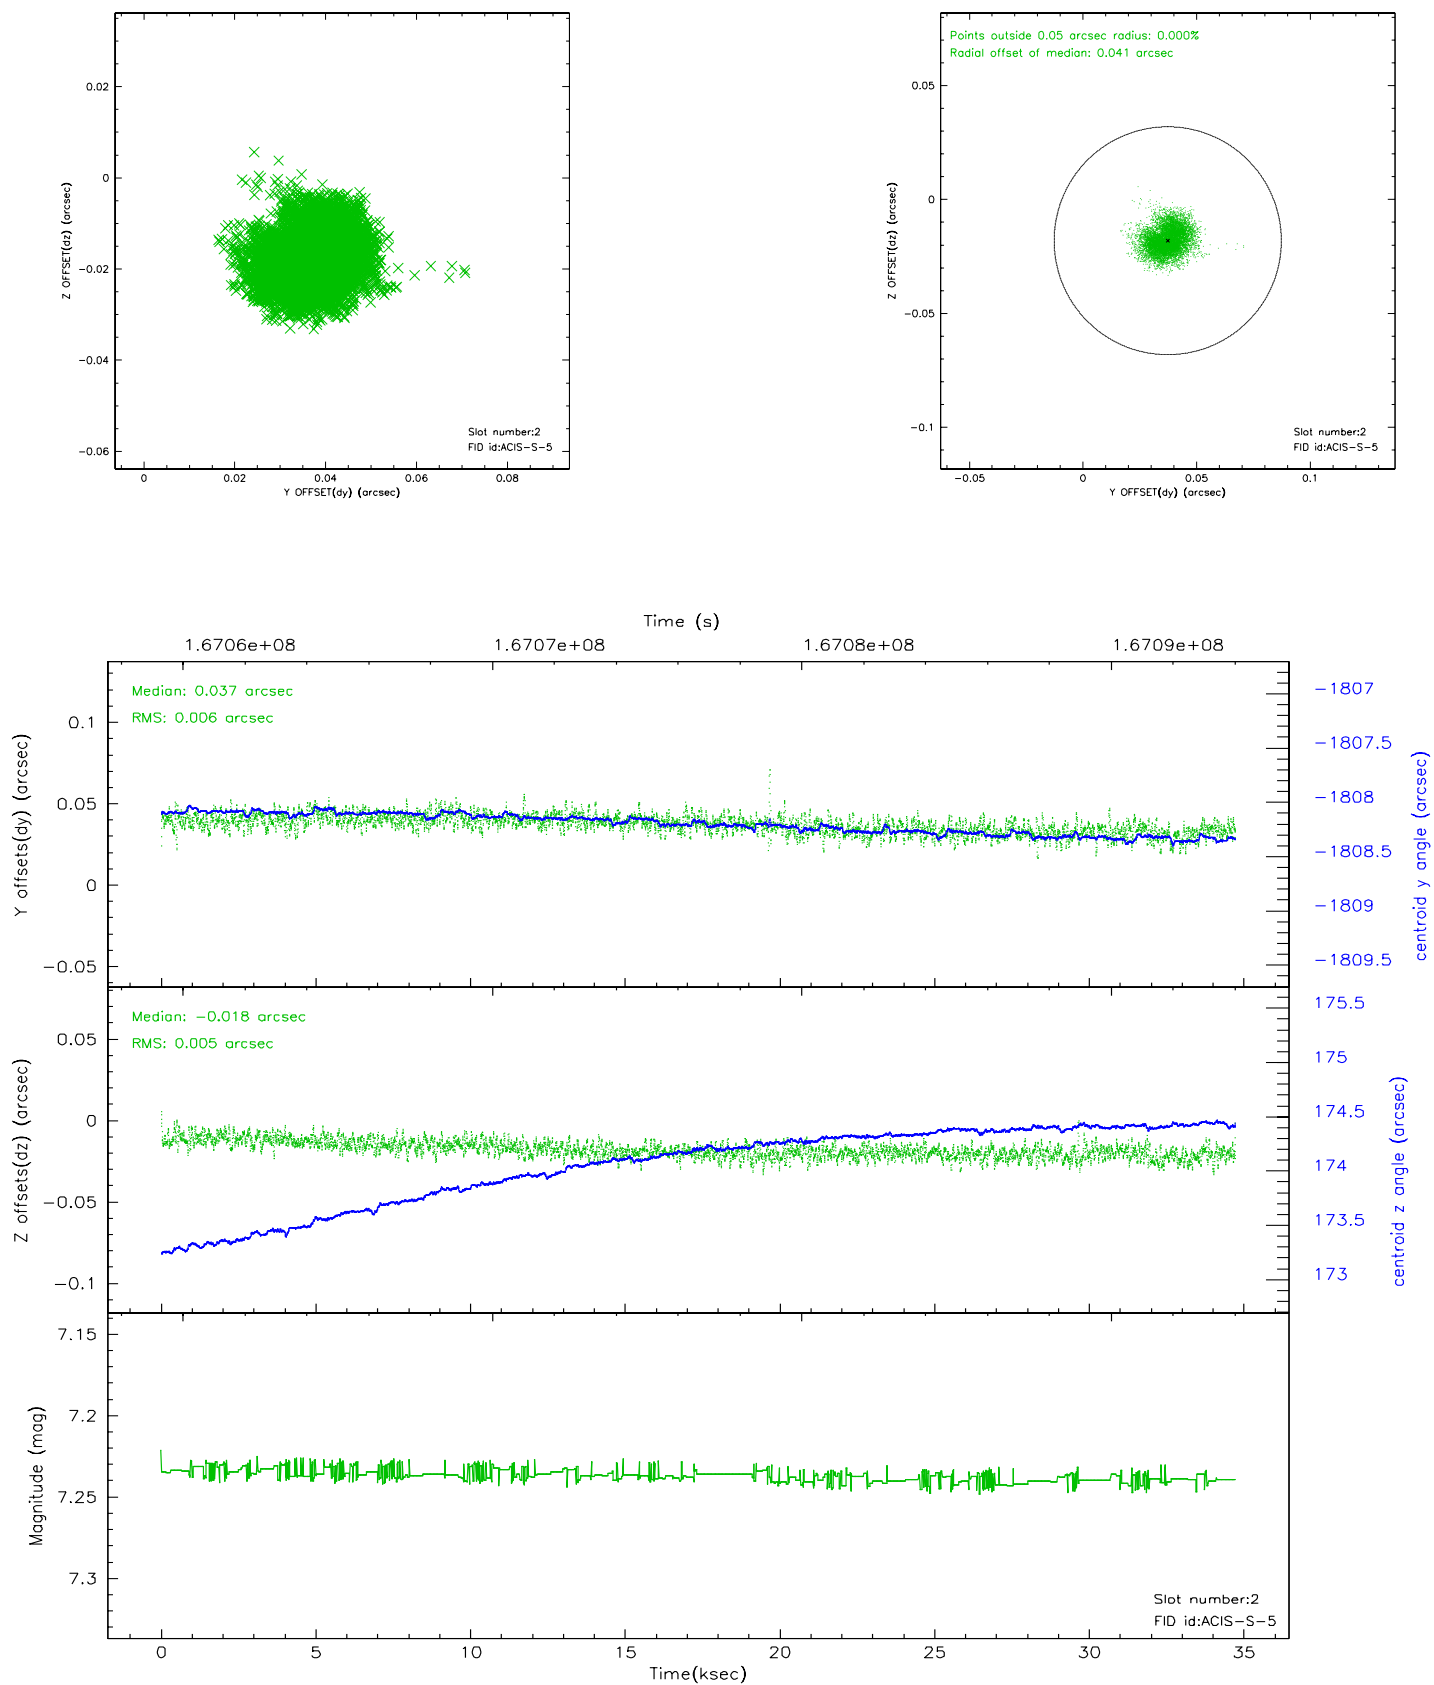 0.02
0
-0.02
-0.04
-0.06
Z OFFSET(dz) (arcsec)
Slot number:2
FID id:ACIS-S-5
0 0.02 0.04 0.06 0.08
Y OFFSET(dy) (arcsec)
Points outside 0.05 arcsec radius: 0.000%
Radial offset of median: 0.041 arcsec
0.05
0
-0.05
-0.1
Z OFFSET(dz) (arcsec)
Slot number:2
FID id:ACIS-S-5
-0.05 0 0.05 0.1
Y OFFSET(dy) (arcsec)
Time (s)
1.6706e+08 1.6707e+08 1.6708e+08 1.6709e+08
Median: 0.037 arcsec
RMS: 0.006 arcsec
0.1
0.05
0
-0.05
Y offsets(dy) (arcsec)
-1807
-1807.5
-1808
-1808.5
-1809
-1809.5
centroid y angle (arcsec)
Median: -0.018 arcsec
RMS: 0.005 arcsec
0.05
0
-0.05
-0.1
Z offsets(dz) (arcsec)
175.5
175
174.5
174
173.5
173
centroid z angle (arcsec)
7.15
7.2
7.25
7.3
Magnitude (mag)
Slot number:2
FID id:ACIS-S-5
0 5 10 15 20 25 30 35
Time(ksec)